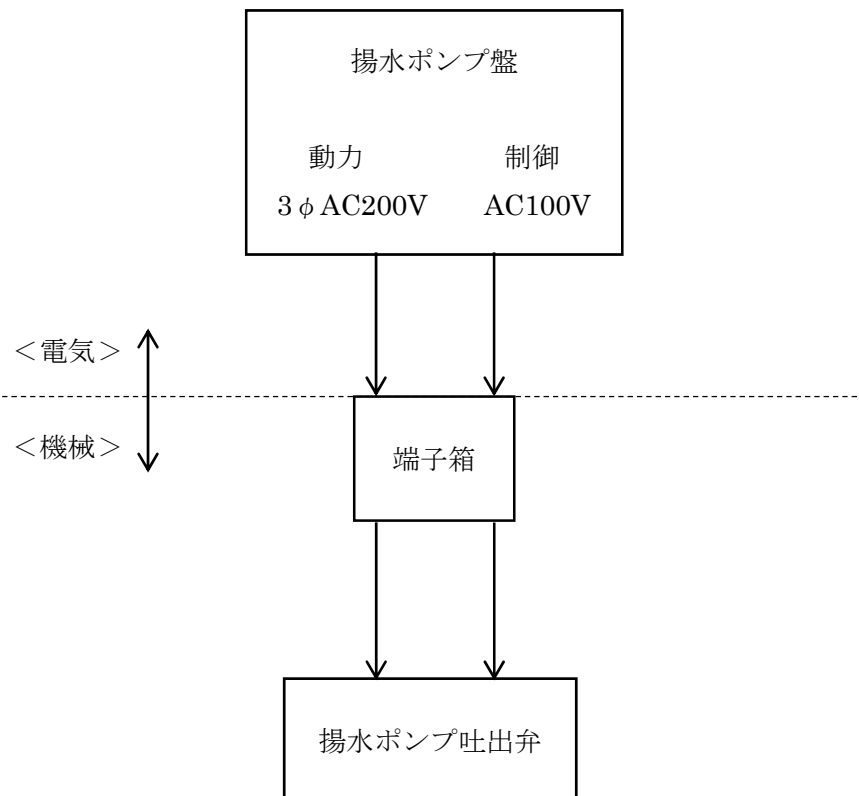 揚水ポンプ盤
動力 制御
3φAC200V AC100V
＜電気＞
＜機械＞
端子箱
揚水ポンプ吐出弁